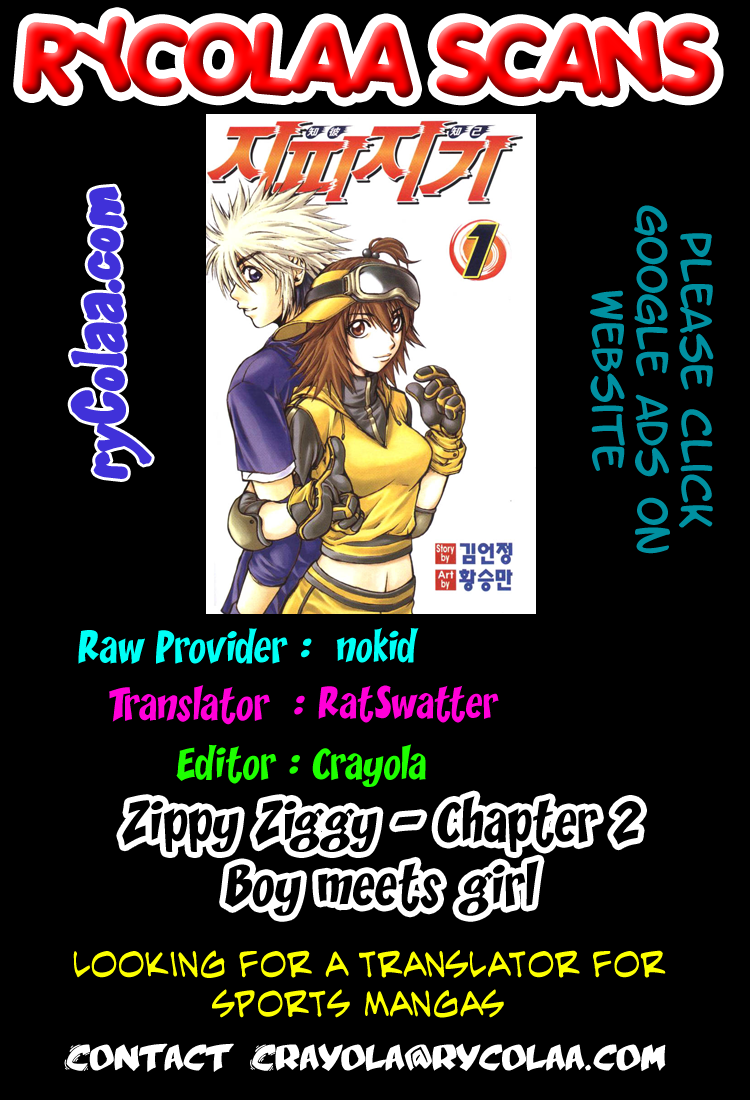 RYCOLAA SCANS
지피지기
知彼 知己
1
ryColaa.com
PLEASE CLICK
GOOGLE ADS ON
WEBSITE
Story by 김언정
Art by 황승만
Raw Provider : nokid
Translator : RatSwatter
Editor : Crayola
Zippy Ziggy - Chapter 2
Boy meets girl
LOOKING FOR A TRANSLATOR FOR
SPORTS MANGAS
CONTACT CRAYOLA@RYCOLAA.COM